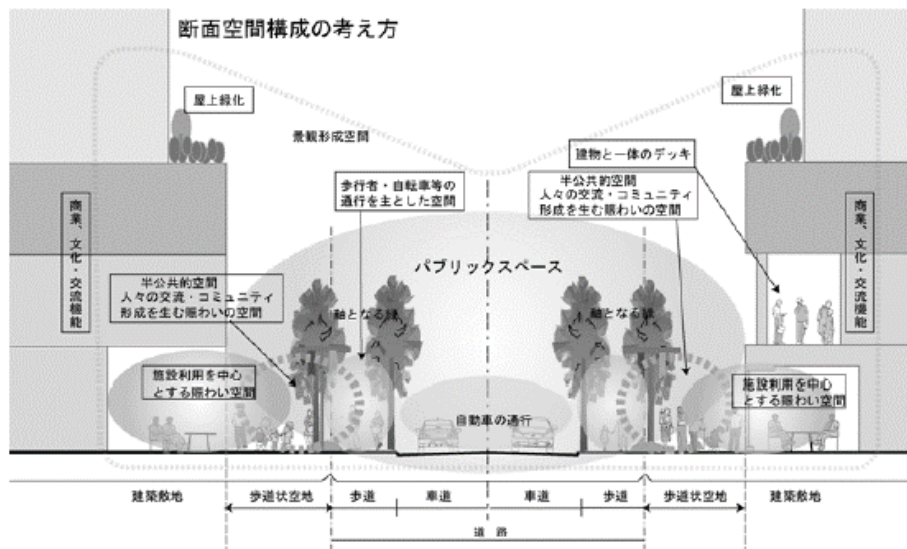 断面空間構成の考え方
屋上緑化
屋上緑化
景観形成空間
建物と一体のデッキ
歩行者・自転車等の
通行を主とした空間
半公共的空間
人々の交流・コミュニティ
形成を生む賑わいの空間
商業、文化・交流機能
商業、文化・交流機能
パブリックスペース
半公共的空間
人々の交流・コミュニティ
形成を生む賑わいの空間
軸となる緑
軸となる緑
施設利用を中心
とする賑わい空間
施設利用を中心
とする賑わい空間
自動車の通行
建築敷地
歩道状空地
歩道
車道
車道
歩道
歩道状空地
建築敷地
道路